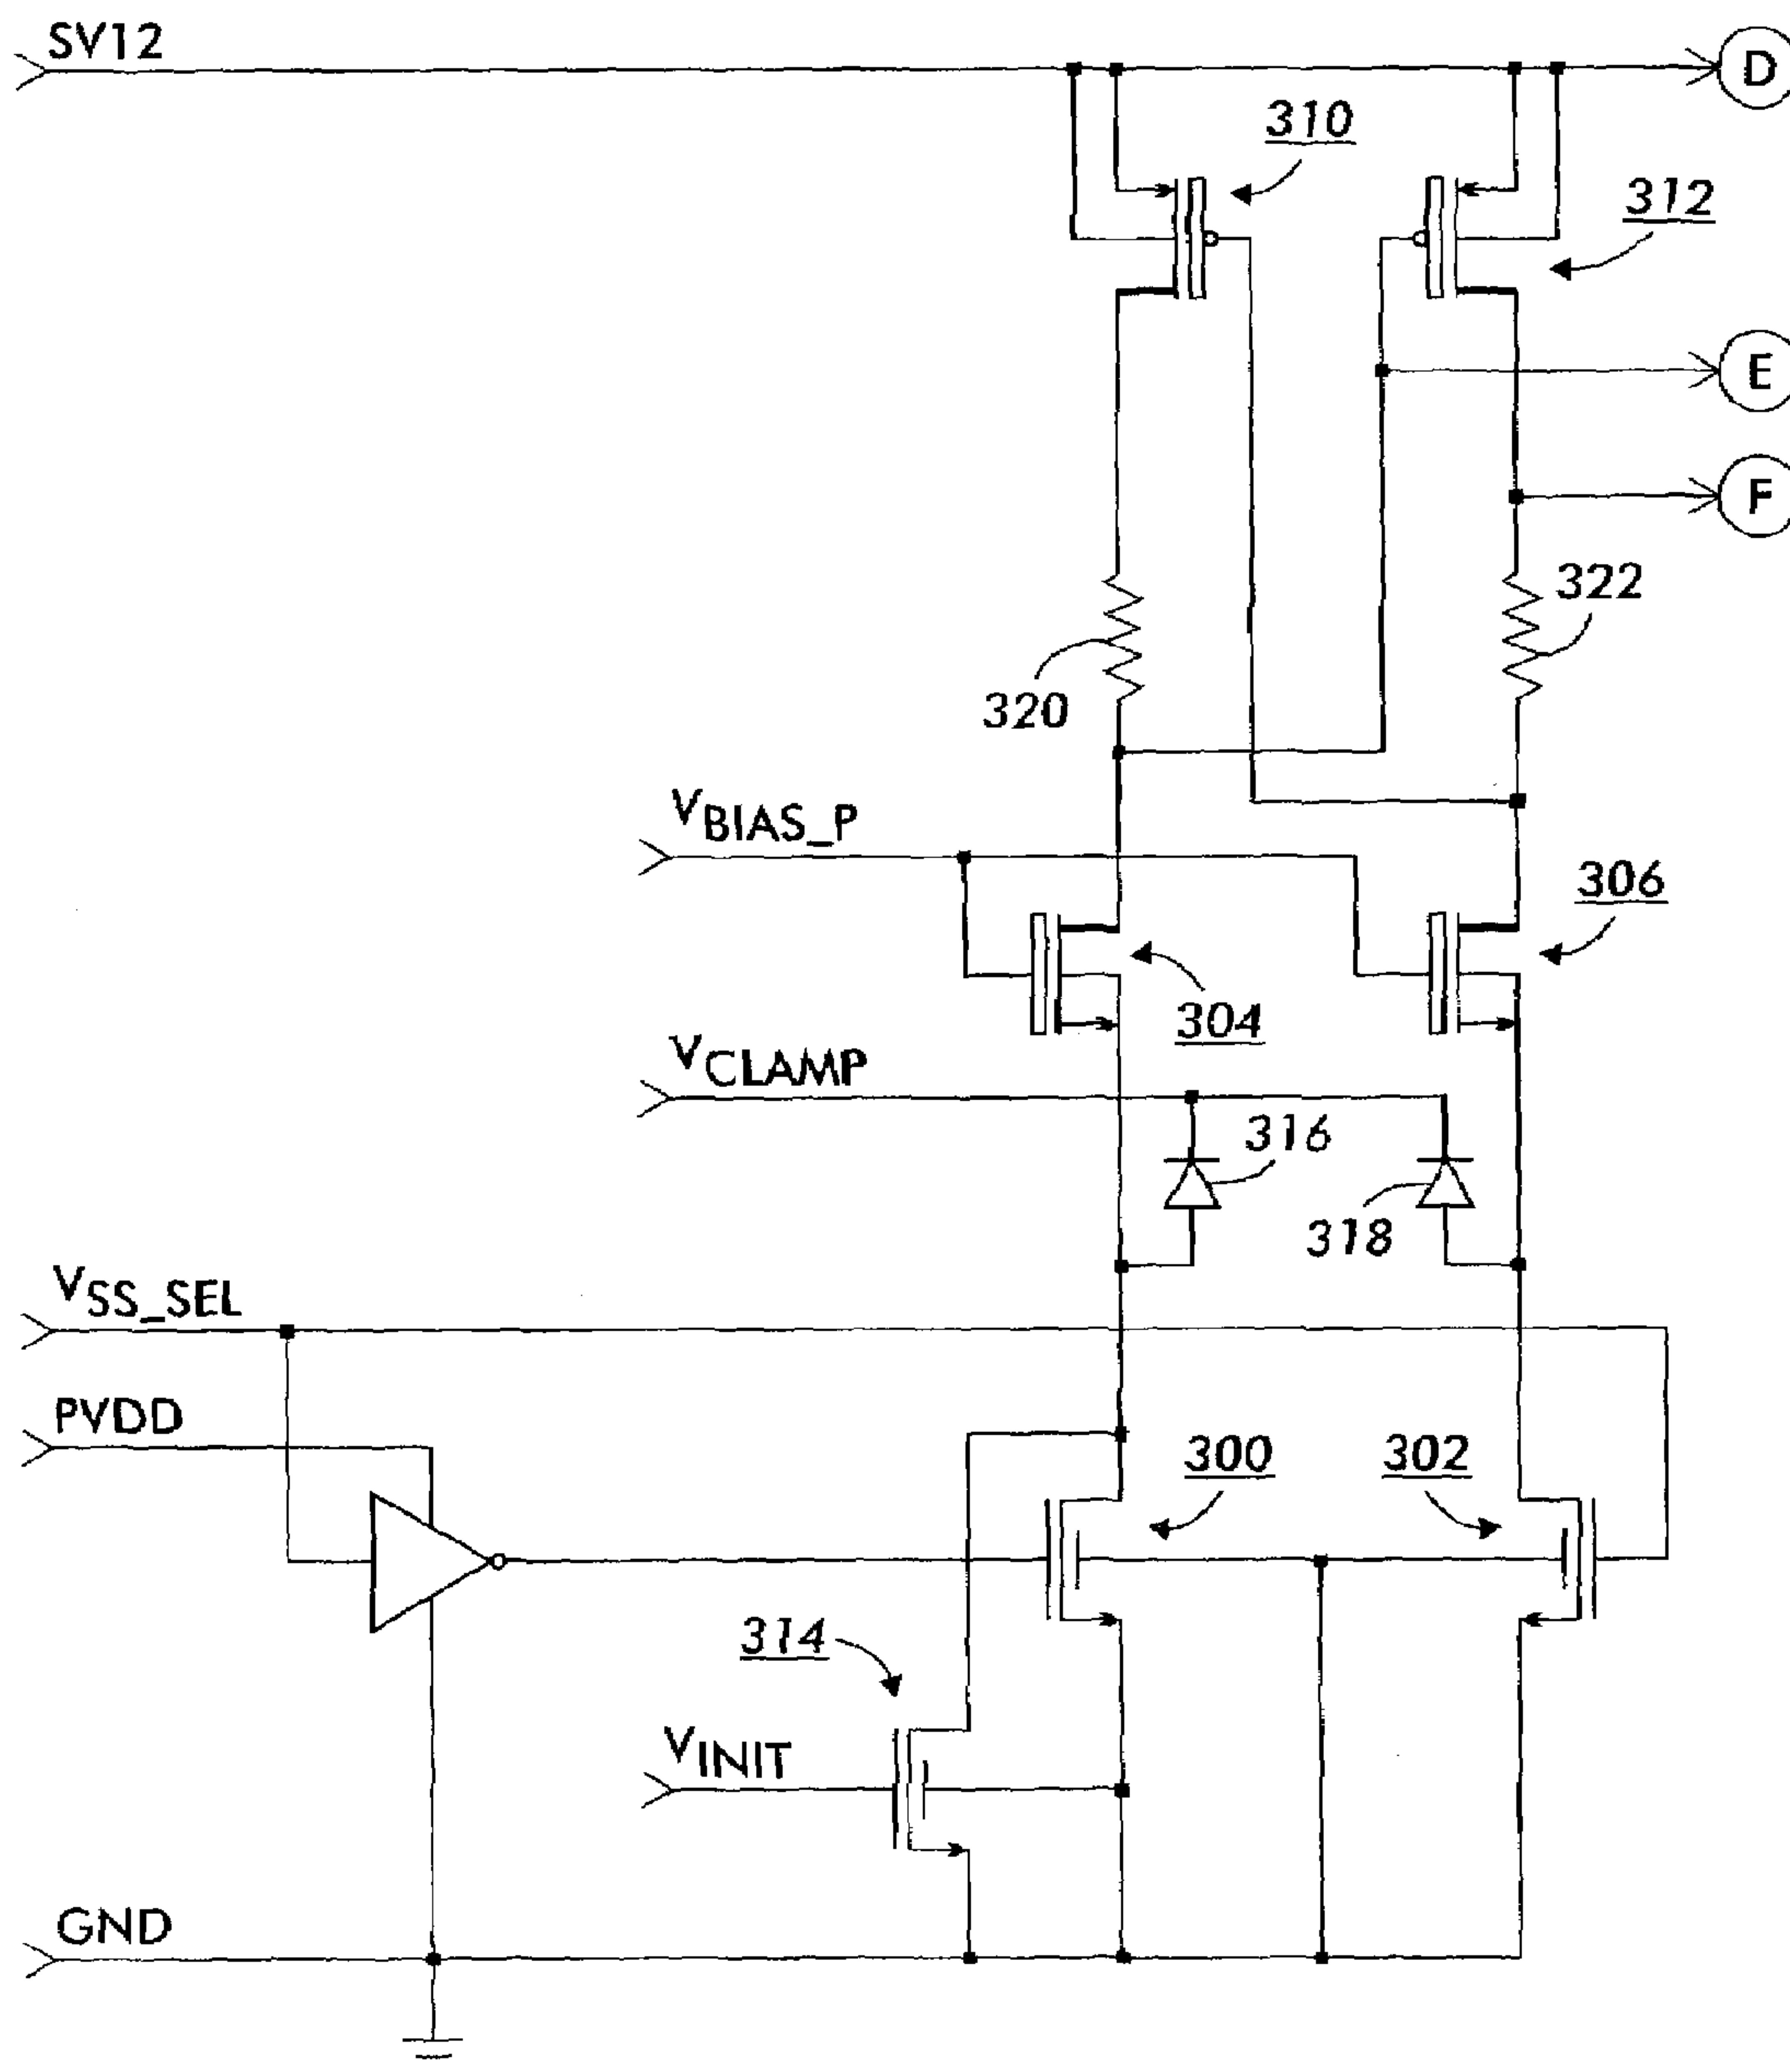 SV12
D
310
312
E
F
322
320
VBIAS_P
306
304
VCLAMP
316
318
VSS_SEL
PVDD
300
302
314
VINIT
GND